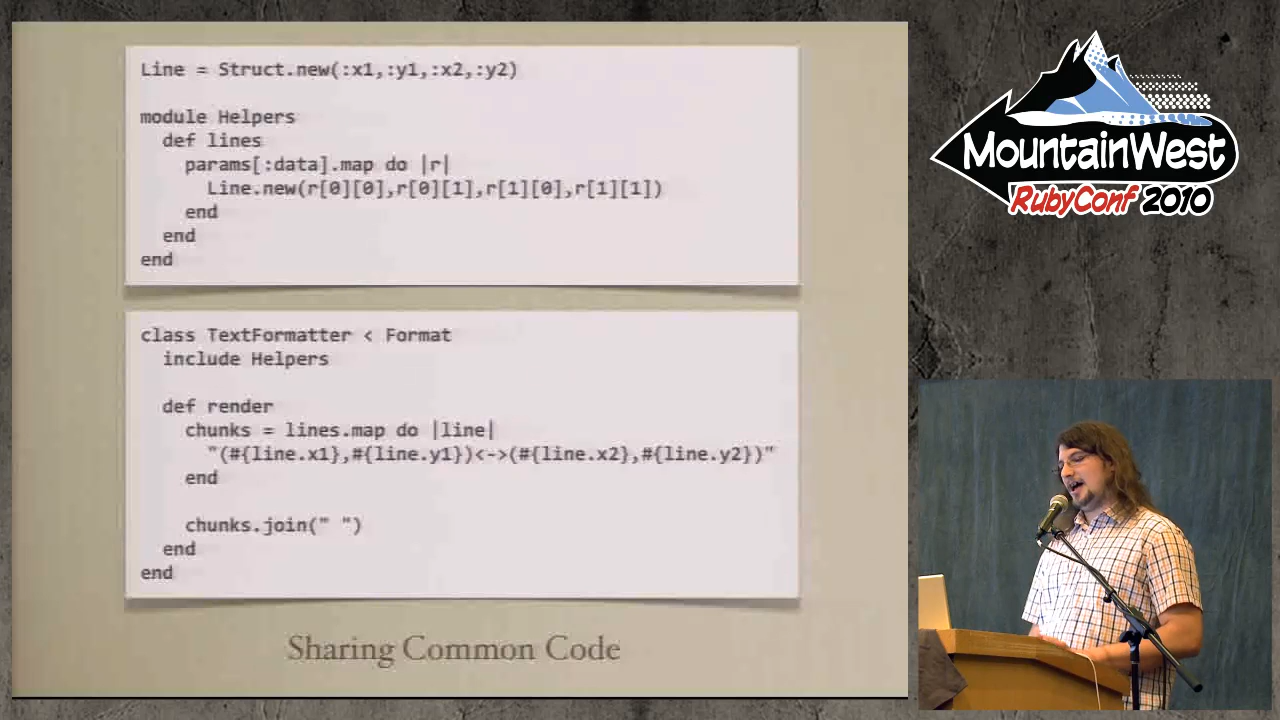 Line = Struct.new(:x1,:y1,:x2,:y2)
module Helpers
def lines
params[:data].map do |r|
Line.new(r[0][0],r[0][1],r[1][0],r[1][1])
end
end
end
class TextFormatter < Format
include Helpers
def render
chunks = lines.map do |line|
"(#{line.x1},#{line.y1})<->(#{line.x2},#{line.y2})"
end
chunks.join(" ")
end
end
Sharing Common Code
MountainWest
RubyConf 2010